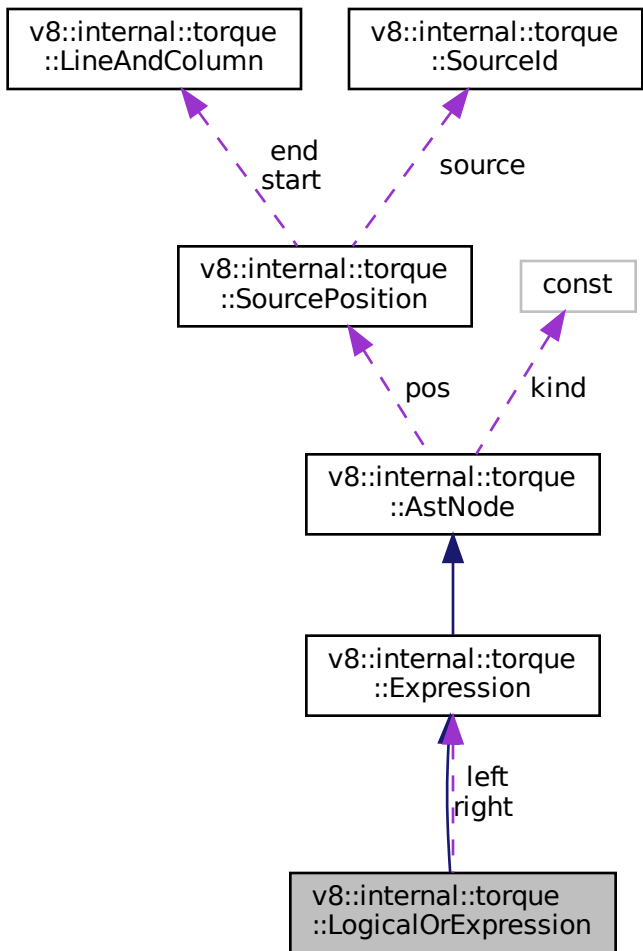 v8::internal::torque
::LineAndColumn
v8::internal::torque
::SourceId
end
start
source
v8::internal::torque
::SourcePosition
const
pos
kind
v8::internal::torque
::AstNode
v8::internal::torque
::Expression
left
right
v8::internal::torque
::LogicalOrExpression